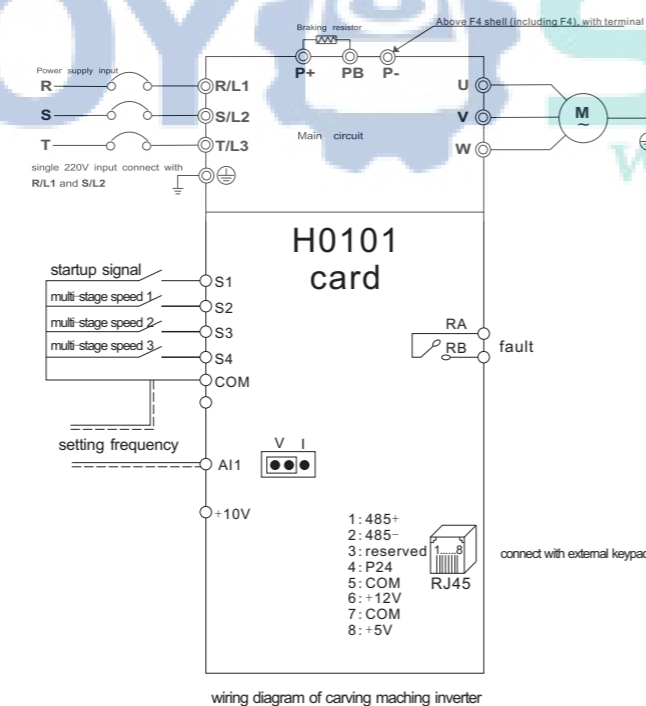 Braking resistor
Above F4 shell (including F4), with terminal
P+ PB P-
Power supply input
R R/L1 U
S S/L2 V M
~
T T/L3 Main circuit W
single 220V input connect with
R/L1 and S/L2
H0101
card
startup signal S1
multi-stage speed 1 S2
multi-stage speed 2 S3
multi-stage speed 3 S4
COM
RA
RB fault
setting frequency AI1
V I
+10V
1:485+
2:485-
3:reserved 1.....8
4:P24
5:COM RJ45
6:+12V
7:COM
8:+5V
connect with external keypad
wiring diagram of carving maching inverter